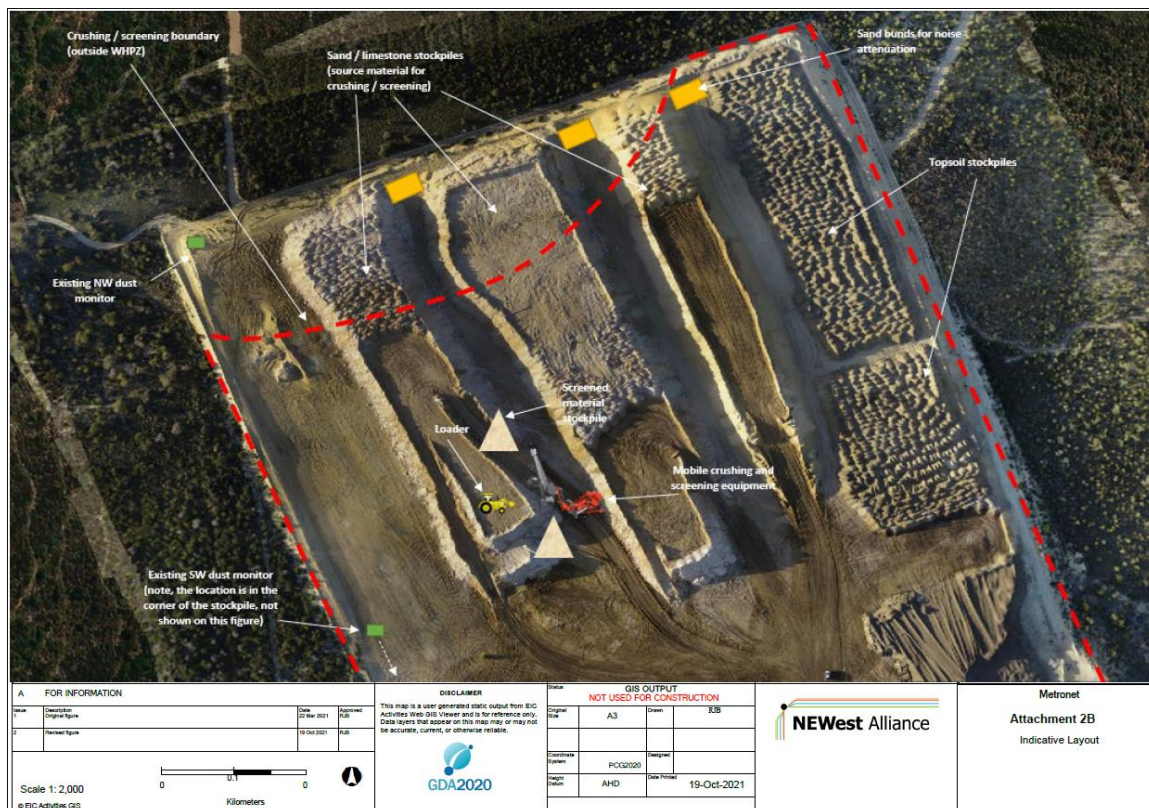 Crushing / screening boundary
(outside WHPZ)
Sand / limestone stockpiles
(source material for
crushing / screening)
Sand bunds for noise
attenuation
Topsoil stockpiles
Existing NW dust
monitor
Screened
material
stockpile
Loader
Mobile crushing and
screening equipment
Existing SW dust monitor
(note, the location is in the
corner of the stockpile, not
shown on this figure)
A FOR INFORMATION
Issue Description Date Approved
1 Original figure 22 Mar 2021 RJB
2 Revised figure 19 Oct 2021 RJB
Scale 1: 2,000
© EIC Activities GIS
0 0.1 0
Kilometers
DISCLAIMER
This map is a user generated static output from EIC
Activities Web GIS Viewer and is for reference only.
Data layers that appear on this map may or may not
be accurate, current, or otherwise reliable.
GDA2020
Status GIS OUTPUT
NOT USED FOR CONSTRUCTION
Original
Size A3 Drawn RJB
Coordinate
System PCG2020 Designed
Height
Datum AHD Date Printed 19-Oct-2021
NEWest Alliance
Metronet
Attachment 2B
Indicative Layout